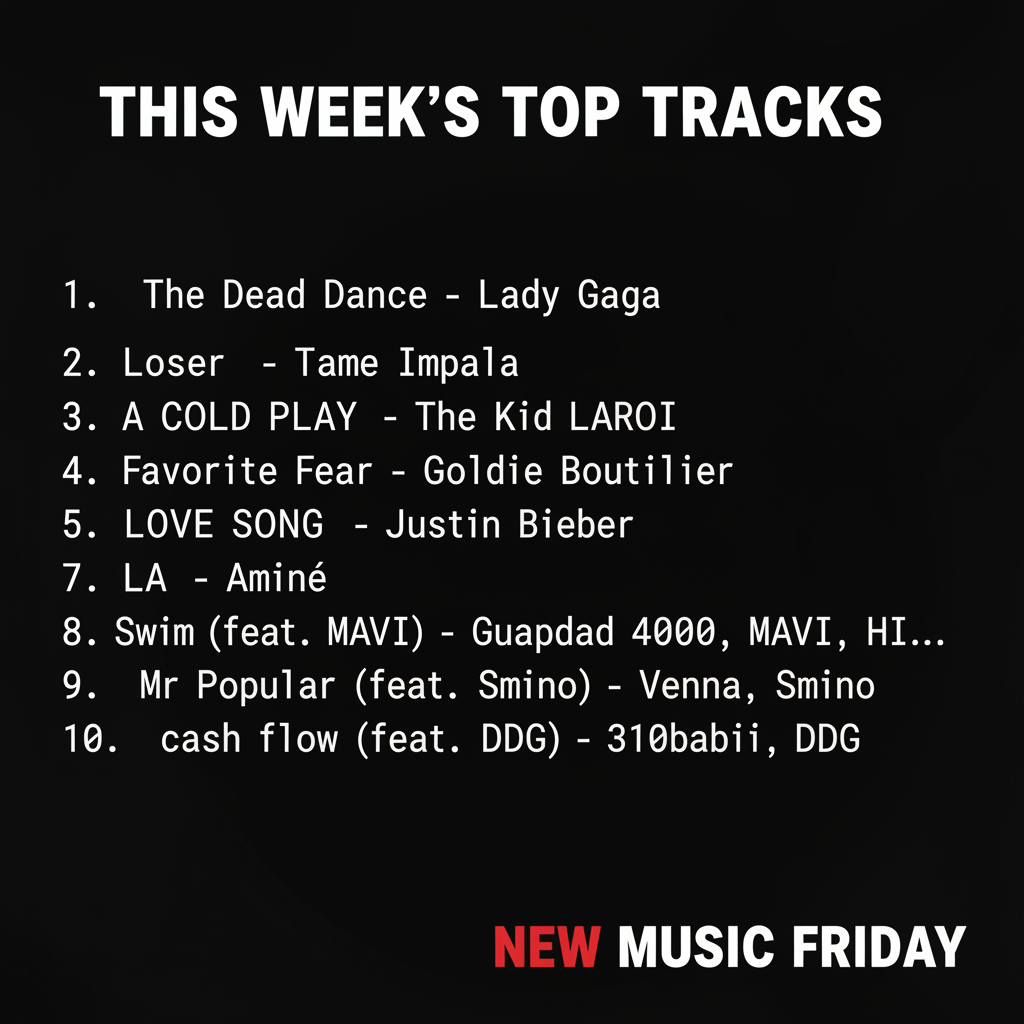 THIS WEEK’S TOP TRACKS
1. The Dead Dance - Lady Gaga
2. Loser - Tame Impala
3. A COLD PLAY - The Kid LAROI
4. Favorite Fear - Goldie Boutilier
5. LOVE SONG - Justin Bieber
7. LA - Aminé
8. Swim (feat. MAVI) - Guapdad 4000, MAVI, HI...
9. Mr Popular (feat. Smino) - Venna, Smino
10. cash flow (feat. DDG) - 310babii, DDG
NEW MUSIC FRIDAY